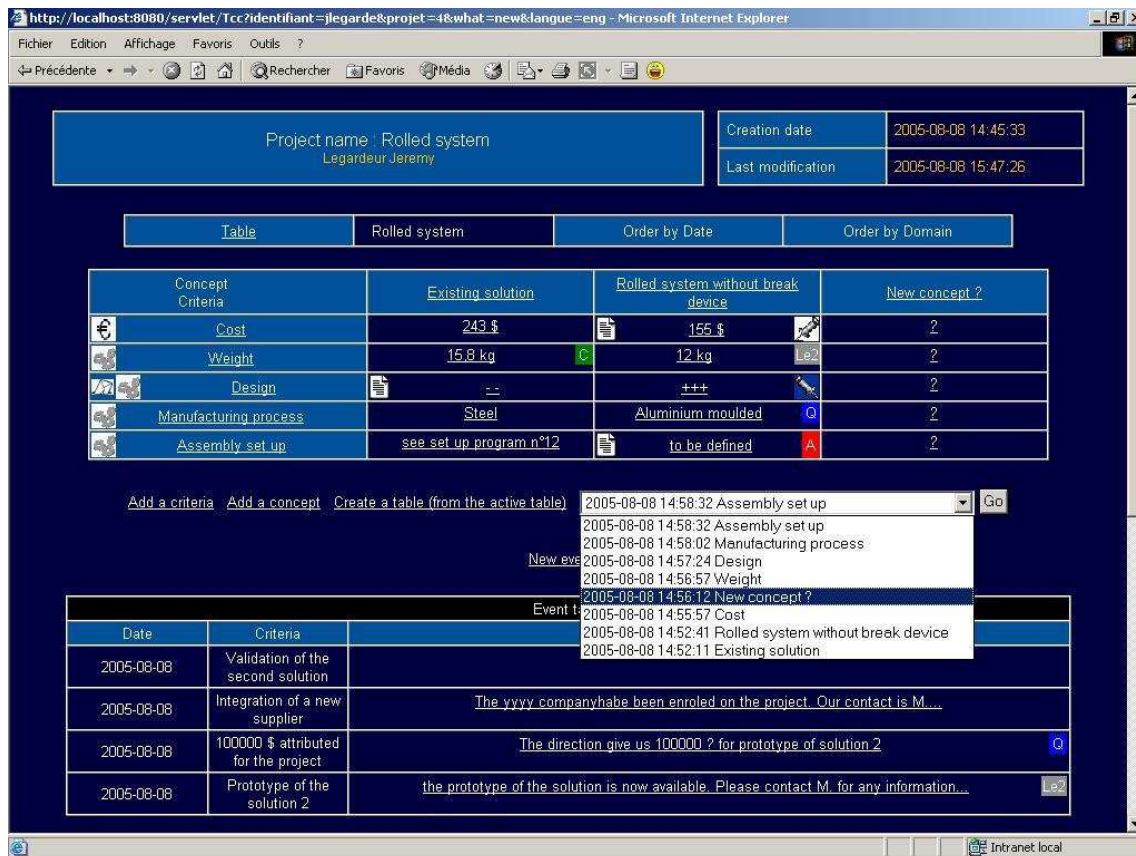 http://localhost:8080/servlet/Tcc?identifiant=jlegarde&projet=4&what=new&langue=eng - Microsoft Internet Explorer
Fichier Edition Affichage Favoris Outils ?
Précédente Rechercher Favoris Média
Project name : Rolled system
Legardeur Jeremy
Creation date 2005-08-08 14:45:33
Last modification 2005-08-08 15:47:26
Table Rolled system Order by Date Order by Domain
Concept
Criteria
Existing solution
Rolled system without break
device
New concept ?
€ Cost 243 $ 155 $ ?
Weight 15,8 kg C 12 kg Le2 ?
Design - - +++ ?
Manufacturing process Steel Aluminium moulded Q ?
Assembly set up see set up program n°12 to be defined A ?
Add a criteria Add a concept Create a table (from the active table) 2005-08-08 14:58:32 Assembly set up Go
2005-08-08 14:58:32 Assembly set up
2005-08-08 14:58:02 Manufacturing process
2005-08-08 14:57:24 Design
2005-08-08 14:56:57 Weight
2005-08-08 14:56:12 New concept ?
2005-08-08 14:55:57 Cost
2005-08-08 14:52:41 Rolled system without break device
2005-08-08 14:52:11 Existing solution
New eve
Event t
Date Criteria
2005-08-08 Validation of the
second solution
2005-08-08 Integration of a new
supplier
The yyyy companyhabe been enroled on the project. Our contact is M....
2005-08-08 100000 $ attributed
for the project
The direction give us 100000 ? for prototype of solution 2 Q
2005-08-08 Prototype of the
solution 2
the prototype of the solution is now available. Please contact M. for any information... Le2
Intranet local